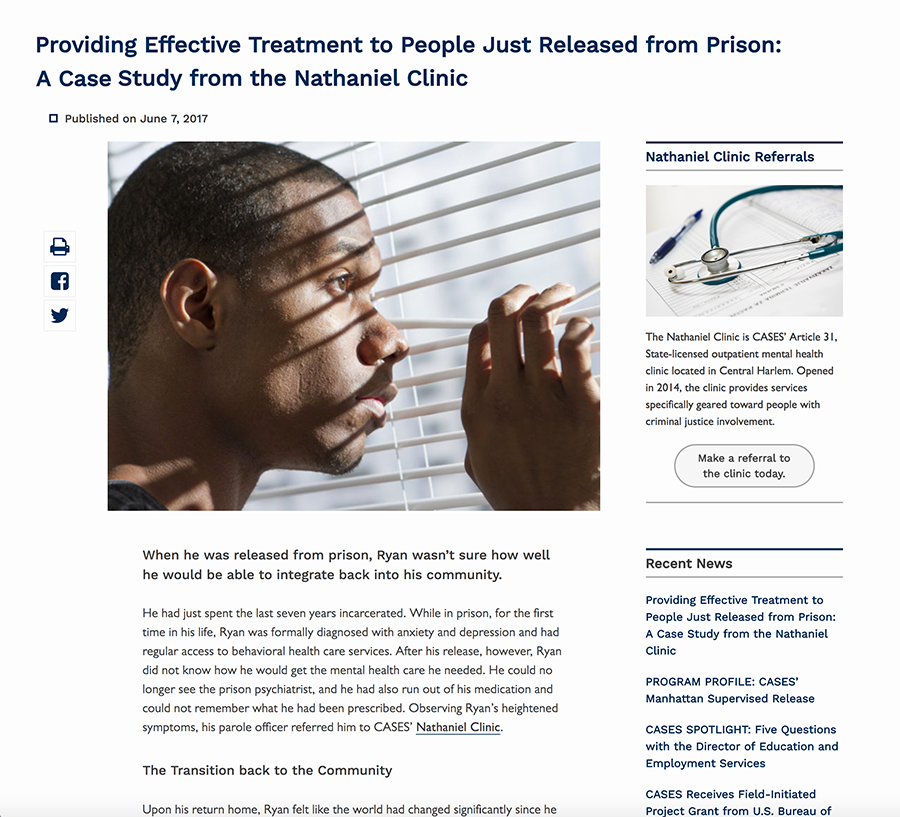 Providing Effective Treatment to People Just Released from Prison:
A Case Study from the Nathaniel Clinic
Published on June 7, 2017
When he was released from prison, Ryan wasn't sure how well
he would be able to integrate back into his community.
He had just spent the last seven years incarcerated. While in prison, for the first
time in his life, Ryan was formally diagnosed with anxiety and depression and had
regular access to behavioral health care services. After his release, however, Ryan
did not know how he would get the mental health care he needed. He could no
longer see the prison psychiatrist, and he had also run out of his medication and
could not remember what he had been prescribed. Observing Ryan's heightened
symptoms, his parole officer referred him to CASES' Nathaniel Clinic.
The Transition back to the Community
Upon his return home, Ryan felt like the world had changed significantly since he
Nathaniel Clinic Referrals
The Nathaniel Clinic is CASES' Article 31,
State-licensed outpatient mental health
clinic located in Central Harlem. Opened
in 2014, the clinic provides services
specifically geared toward people with
criminal justice involvement.
Make a referral to
the clinic today.
Recent News
Providing Effective Treatment to
People Just Released from Prison:
A Case Study from the Nathaniel
Clinic
PROGRAM PROFILE: CASES'
Manhattan Supervised Release
CASES SPOTLIGHT: Five Questions
with the Director of Education and
Employment Services
CASES Receives Field-Initiated
Project Grant from U.S. Bureau of